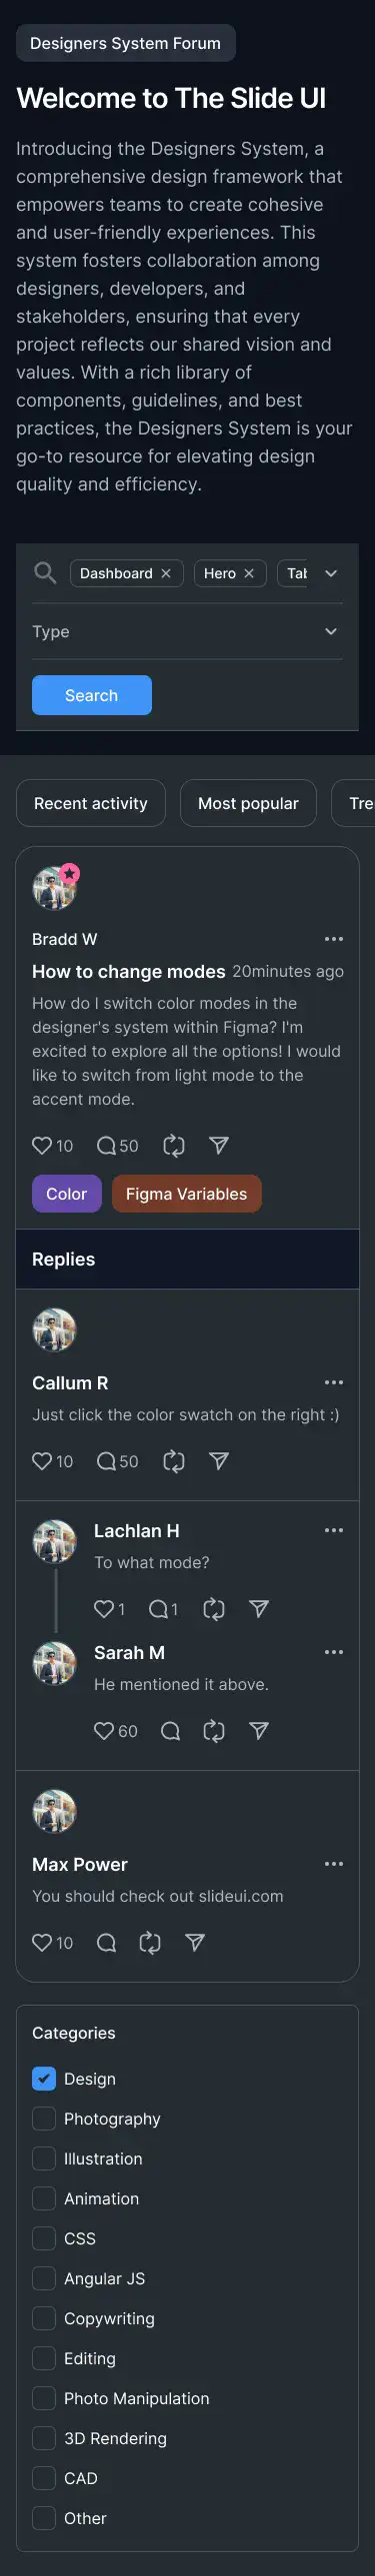 Designers System Forum
Welcome to The Slide UI
Introducing the Designers System, a
comprehensive design framework that
empowers teams to create cohesive
and user-friendly experiences. This
system fosters collaboration among
designers, developers, and
stakeholders, ensuring that every
project reflects our shared vision and
values. With a rich library of
components, guidelines, and best
practices, the Designers System is your
go-to resource for elevating design
quality and efficiency.
Dashboard Hero Tab
Type
Search
Recent activity Most popular Tre
Bradd W
How to change modes 20minutes ago
How do I switch color modes in the
designer's system within Figma? I'm
excited to explore all the options! I would
like to switch from light mode to the
accent mode.
10 50
Color Figma Variables
Replies
Callum R
Just click the color swatch on the right :)
10 50
Lachlan H
To what mode?
1 1
Sarah M
He mentioned it above.
60
Max Power
You should check out slideui.com
10
Categories
Design
Photography
Illustration
Animation
CSS
Angular JS
Copywriting
Editing
Photo Manipulation
3D Rendering
CAD
Other